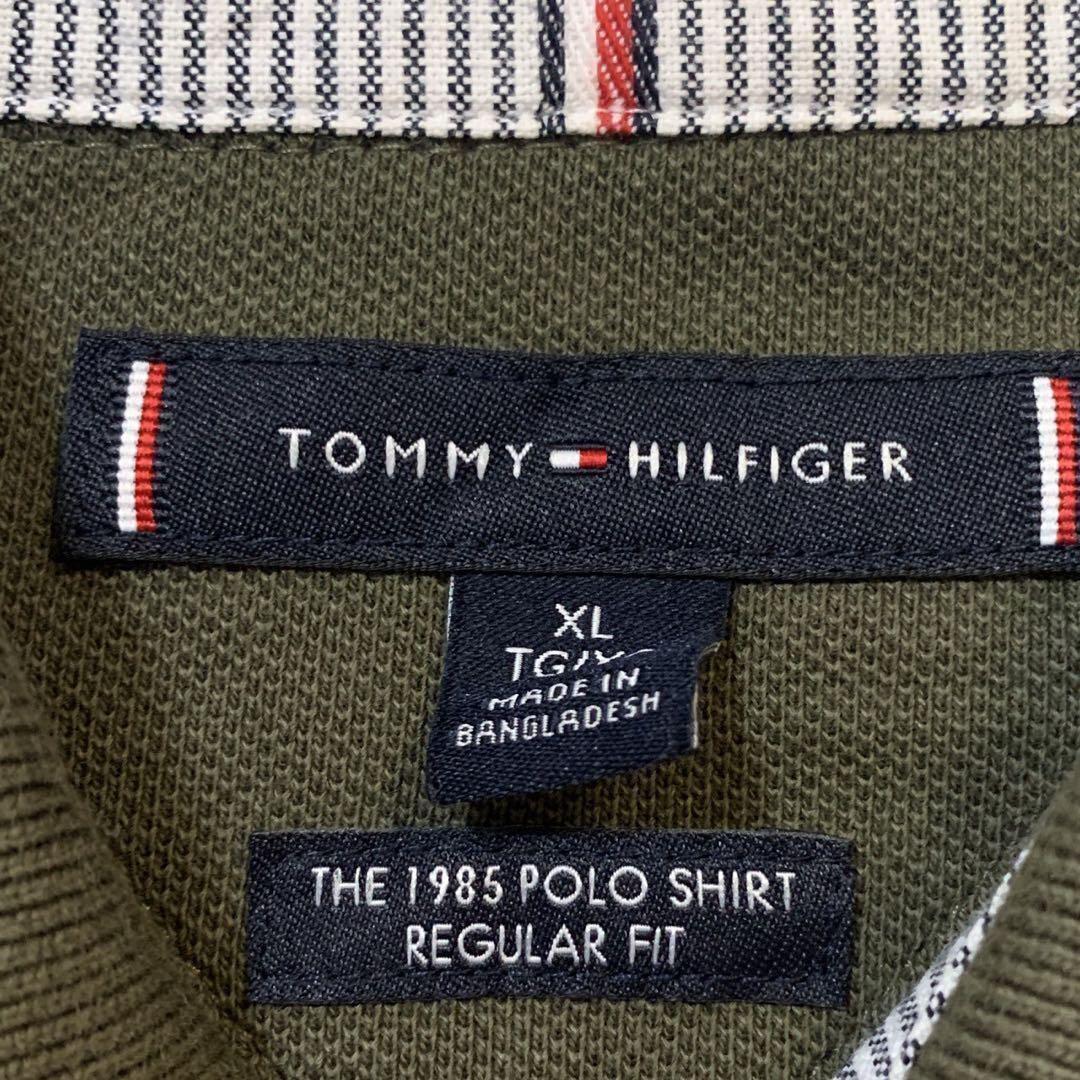 TOMMY HILFIGER
XL
MADE IN
BANGLADESH
THE 1985 POLO SHIRT
REGULAR FIT